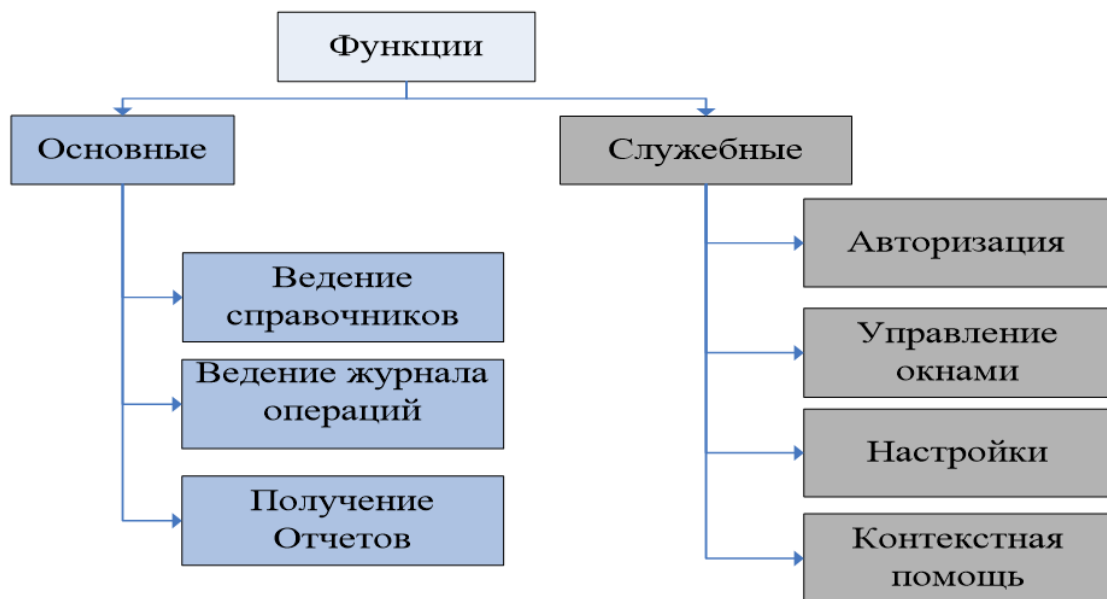 Функции
Основные
Служебные
Ведение
справочников
Ведение журнала
операций
Получение
Отчетов
Авторизация
Управление
окнами
Настройки
Контекстная
помощь